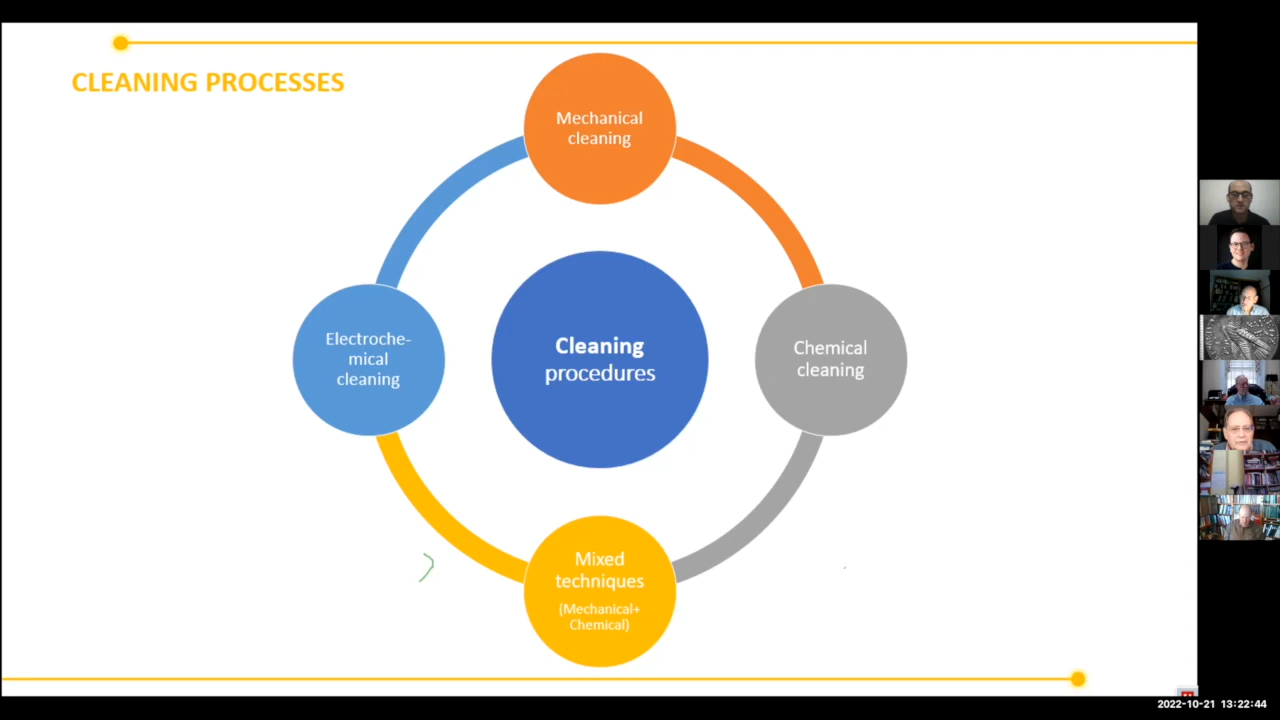 CLEANING PROCESSES
Mechanical
cleaning
Electroche-
mical
cleaning
Cleaning
procedures
Chemical
cleaning
Mixed
techniques
(Mechanical+
Chemical)
2022-10-21 13:22:44